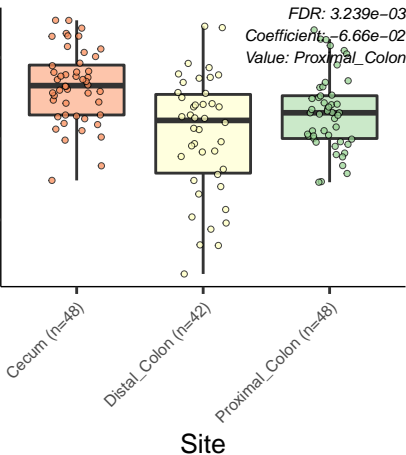 FDR: 3.239e−03
Coefficient: −6.66e−02
Value: Proximal_Colon
Cecum (n=48)
Distal_Colon (n=42)
Proximal_Colon (n=48)
Site